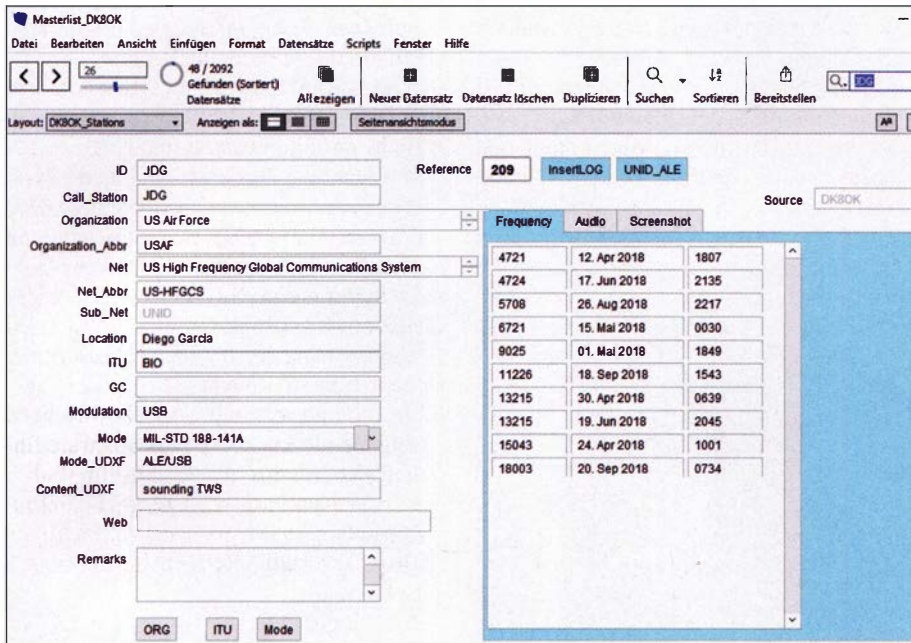 Masterlist_DK8OK
Datei Bearbeiten Ansicht Einfügen Format Datensätze Scripts Fenster Hilfe
26
48 / 2092
Gefunden (Sortiert)
Datensätze
Alle zeigen
Neuer Datensatz
Datensatz löschen
Duplizieren
Suchen
Sortieren
Bereitstellen
JDG
Layout: DK8OK_Stations
Anzeigen als:
Seitenansichtsmodus
ID JDG
Reference 209 InsertLOG UNID_ALE
Call_Station JDG
Source DK8OK
Organization US Air Force
Organization_Abbr USAF
Net US High Frequency Global Communications System
Net_Abbr US-HFGCS
Sub_Net UNID
Location Diego Garcia
ITU BIO
GC
Modulation USB
Mode MIL-STD 188-141A
Mode_UDXF ALE/USB
Content_UDXF sounding TWS
Web
Remarks
ORG ITU Mode
Frequency Audio Screenshot
4721 12. Apr 2018 1807
4724 17. Jun 2018 2135
5708 26. Aug 2018 2217
6721 15. Mai 2018 0030
9025 01. Mai 2018 1849
11226 18. Sep 2018 1543
13215 30. Apr 2018 0639
13215 19. Jun 2018 2045
15043 24. Apr 2018 1001
18003 20. Sep 2018 0734